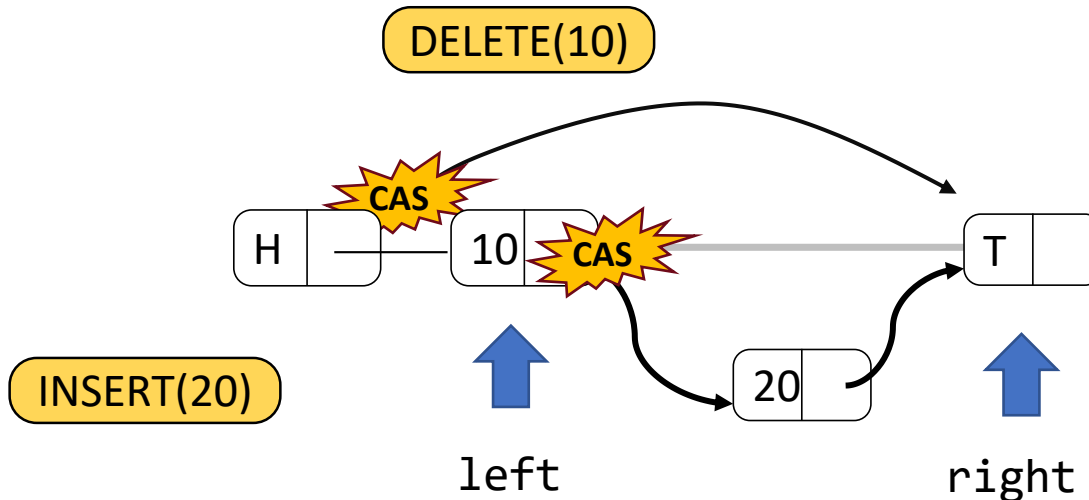 DELETE(10)
CAS
H
10
CAS
T
INSERT(20)
20
left
right